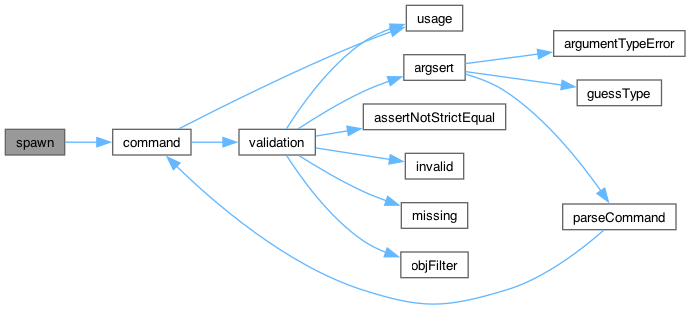 usage
argumentTypeError
argsert
guessType
assertNotStrictEqual
spawn
command
validation
invalid
missing
parseCommand
objFilter